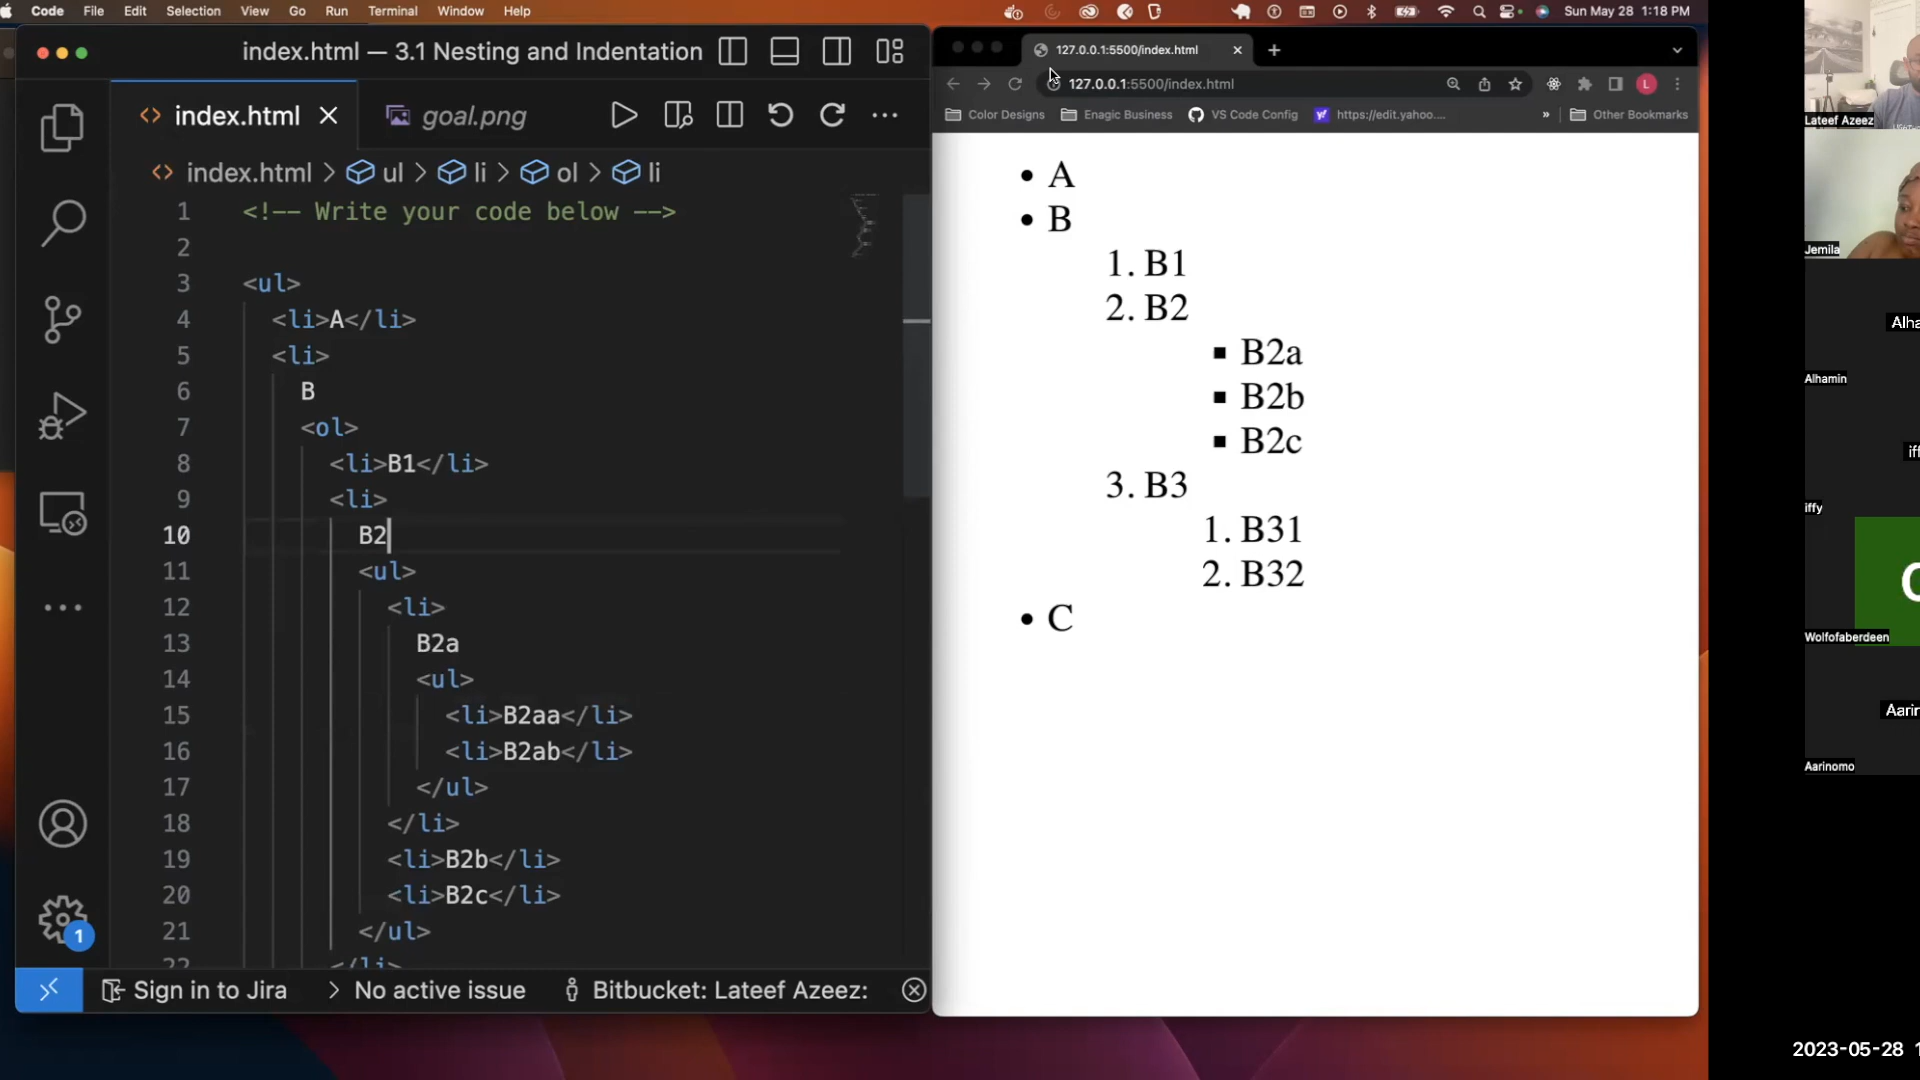 Code File Edit Selection View Go Run Terminal Window Help Sun May 28 1:18 PM
index.html — 3.1 Nesting and Indentation
index.html goal.png
index.html > ul > li > ol > li
1 <!-- Write your code below -->
2
3 <ul>
4 <li>A</li>
5 <li>
6 B
7 <ol>
8 <li>B1</li>
9 <li>
10 B2
11 <ul>
12 <li>
13 B2a
14 <ul>
15 <li>B2aa</li>
16 <li>B2ab</li>
17 </ul>
18 </li>
19 <li>B2b</li>
20 <li>B2c</li>
21 </ul>
22 </li>
1
Sign in to Jira > No active issue Bitbucket: Lateef Azeez:
127.0.0.1:5500/index.html
127.0.0.1:5500/index.html L
Color Designs Enagic Business VS Code Config https://edit.yahoo.... » Other Bookmarks
• A
• B
1. B1
2. B2
▪ B2a
▪ B2b
▪ B2c
3. B3
1. B31
2. B32
• C
Lateef Azeez
Jemila
Alha
Alhamin
iff
iffy
Wolfofaberdeen
Aarin
Aarinomo
2023-05-28 1